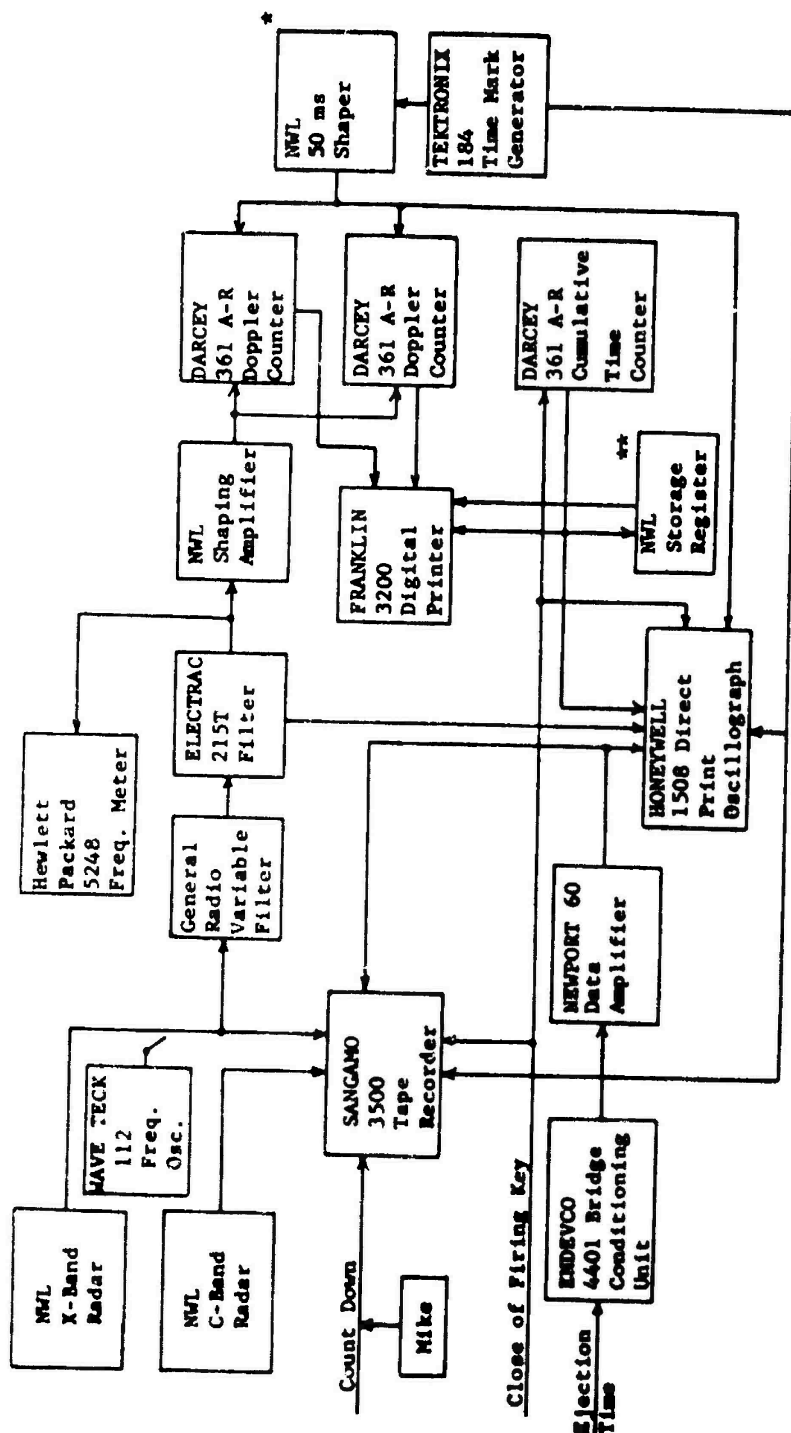 NWL
X-Band
Radar
WAVE TECK
112
Freq.
Osc.
NWL
C-Band
Radar
Hewlett
Packard
5248
Freq. Meter
General
Radio
Variable
Filter
ELECTRAC
215T
Filter
NWL
Shaping
Amplifier
DARCEY
361 A-R
Doppler
Counter
DARCEY
361 A-R
Doppler
Counter
*
NWL
50 ms
Shaper
TEKTRONIX
184
Time Mark
Generator
Count Down
Mike
SANGAMO
3500
Tape
Recorder
FRANKLIN
3200
Digital
Printer
DARCEY
361 A-R
Cumulative
Time
Counter
**
NWL
Storage
Register
Close of Firing Key
Ejection
Time
ENDEVCO
4401 Bridge
Conditioning
Unit
NEWPORT 60
Data
Amplifier
HONEYWELL
1508 Direct
Print
Oscillograph